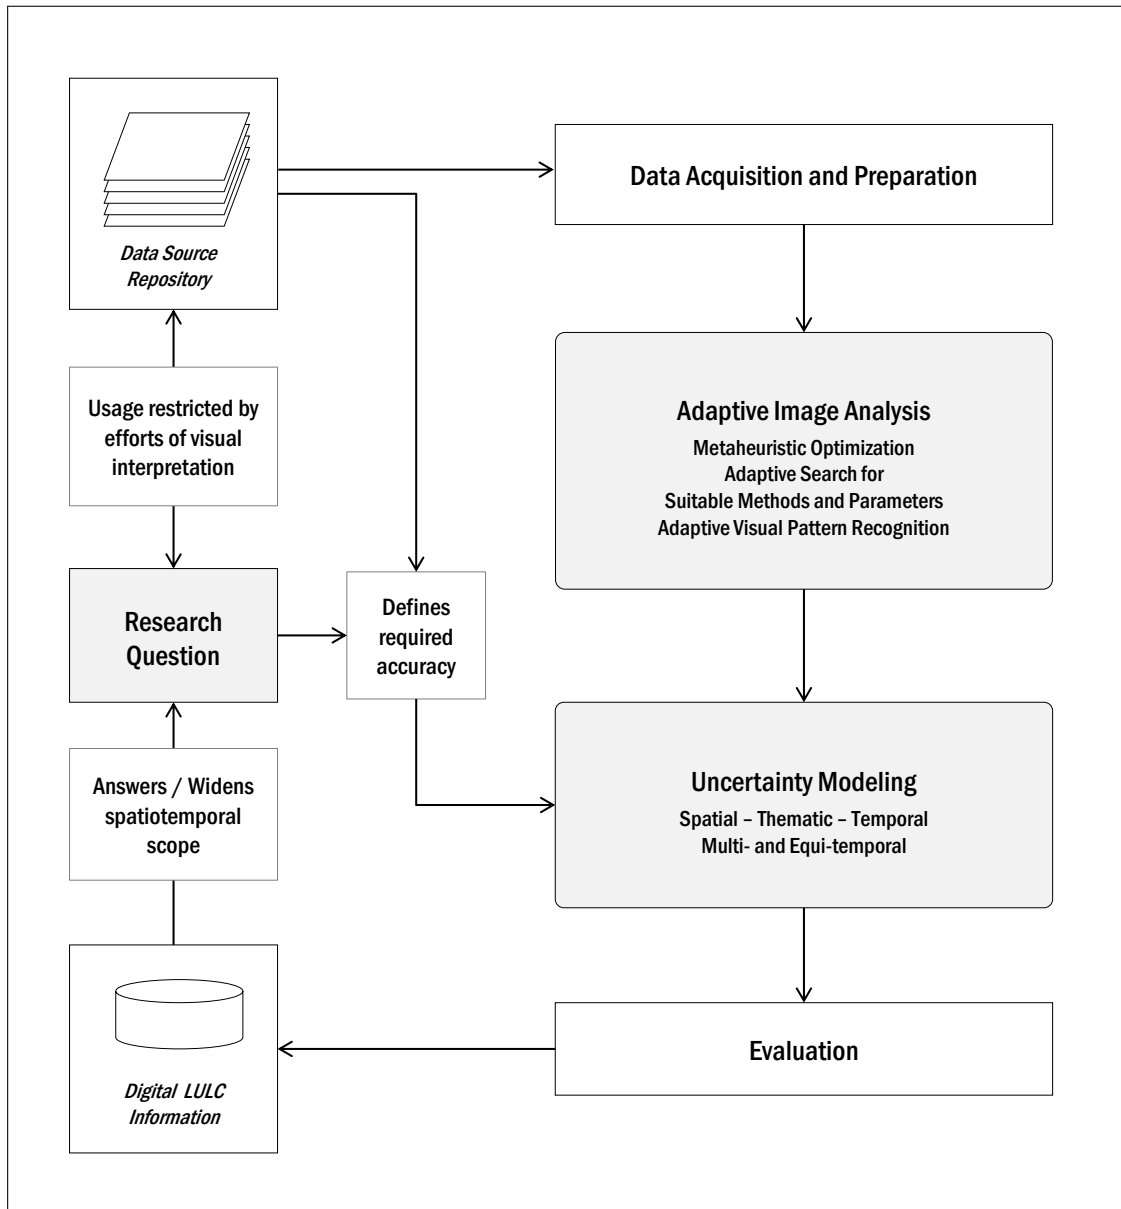 Data Source
Repository
Data Acquisition and Preparation
Usage restricted by
efforts of visual
interpretation
Adaptive Image Analysis
Metaheuristic Optimization
Adaptive Search for
Suitable Methods and Parameters
Adaptive Visual Pattern Recognition
Research
Question
Defines
required
accuracy
Answers / Widens
spatiotemporal
scope
Uncertainty Modeling
Spatial – Thematic – Temporal
Multi- and Equi-temporal
Digital LULC
Information
Evaluation